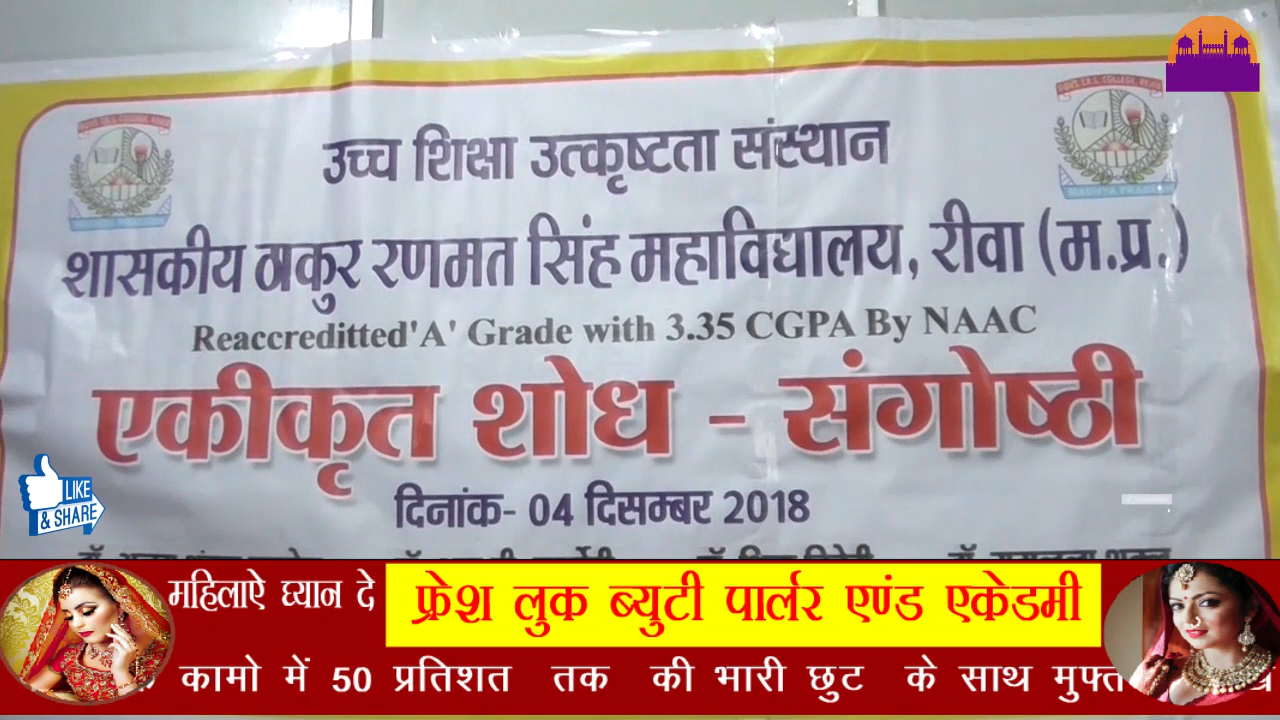 उच्च शिक्षा उत्कृष्टता संस्थान
शासकीय ठाकुर रणमत सिंह महाविद्यालय, रीवा (म.प्र.)
Reaccreditted'A' Grade with 3.35 CGPA By NAAC
एकीकृत शोध - संगोष्ठी
दिनांक- 04 दिसम्बर 2018
LIKE
& SHARE
महिलाऐ ध्यान दे
फ्रेश लुक ब्युटी पार्लर एण्ड एकेडमी
कामो में 50 प्रतिशत तक की भारी छुट के साथ मुफ्त